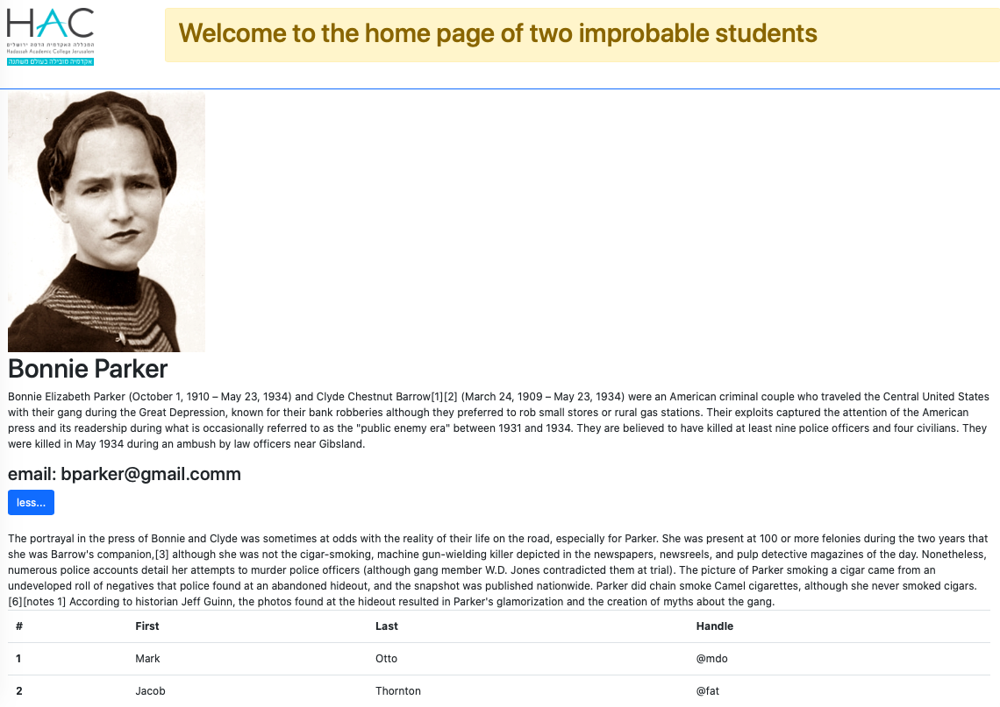 HAC
המכללה האקדמית הדסה ירושלים
Hadassah Academic College Jerusalem
אקדמיה מובילה בעולם משתנה
Welcome to the home page of two improbable students
Bonnie Parker
Bonnie Elizabeth Parker (October 1, 1910 – May 23, 1934) and Clyde Chestnut Barrow[1][2] (March 24, 1909 – May 23, 1934) were an American criminal couple who traveled the Central United States
with their gang during the Great Depression, known for their bank robberies although they preferred to rob small stores or rural gas stations. Their exploits captured the attention of the American
press and its readership during what is occasionally referred to as the "public enemy era" between 1931 and 1934. They are believed to have killed at least nine police officers and four civilians. They
were killed in May 1934 during an ambush by law officers near Gibsland.
email: bparker@gmail.comm
less...
The portrayal in the press of Bonnie and Clyde was sometimes at odds with the reality of their life on the road, especially for Parker. She was present at 100 or more felonies during the two years that
she was Barrow's companion,[3] although she was not the cigar-smoking, machine gun-wielding killer depicted in the newspapers, newsreels, and pulp detective magazines of the day. Nonetheless,
numerous police accounts detail her attempts to murder police officers (although gang member W.D. Jones contradicted them at trial). The picture of Parker smoking a cigar came from an
undeveloped roll of negatives that police found at an abandoned hideout, and the snapshot was published nationwide. Parker did chain smoke Camel cigarettes, although she never smoked cigars.
[6][notes 1] According to historian Jeff Guinn, the photos found at the hideout resulted in Parker's glamorization and the creation of myths about the gang.
# First Last Handle
1 Mark Otto @mdo
2 Jacob Thornton @fat